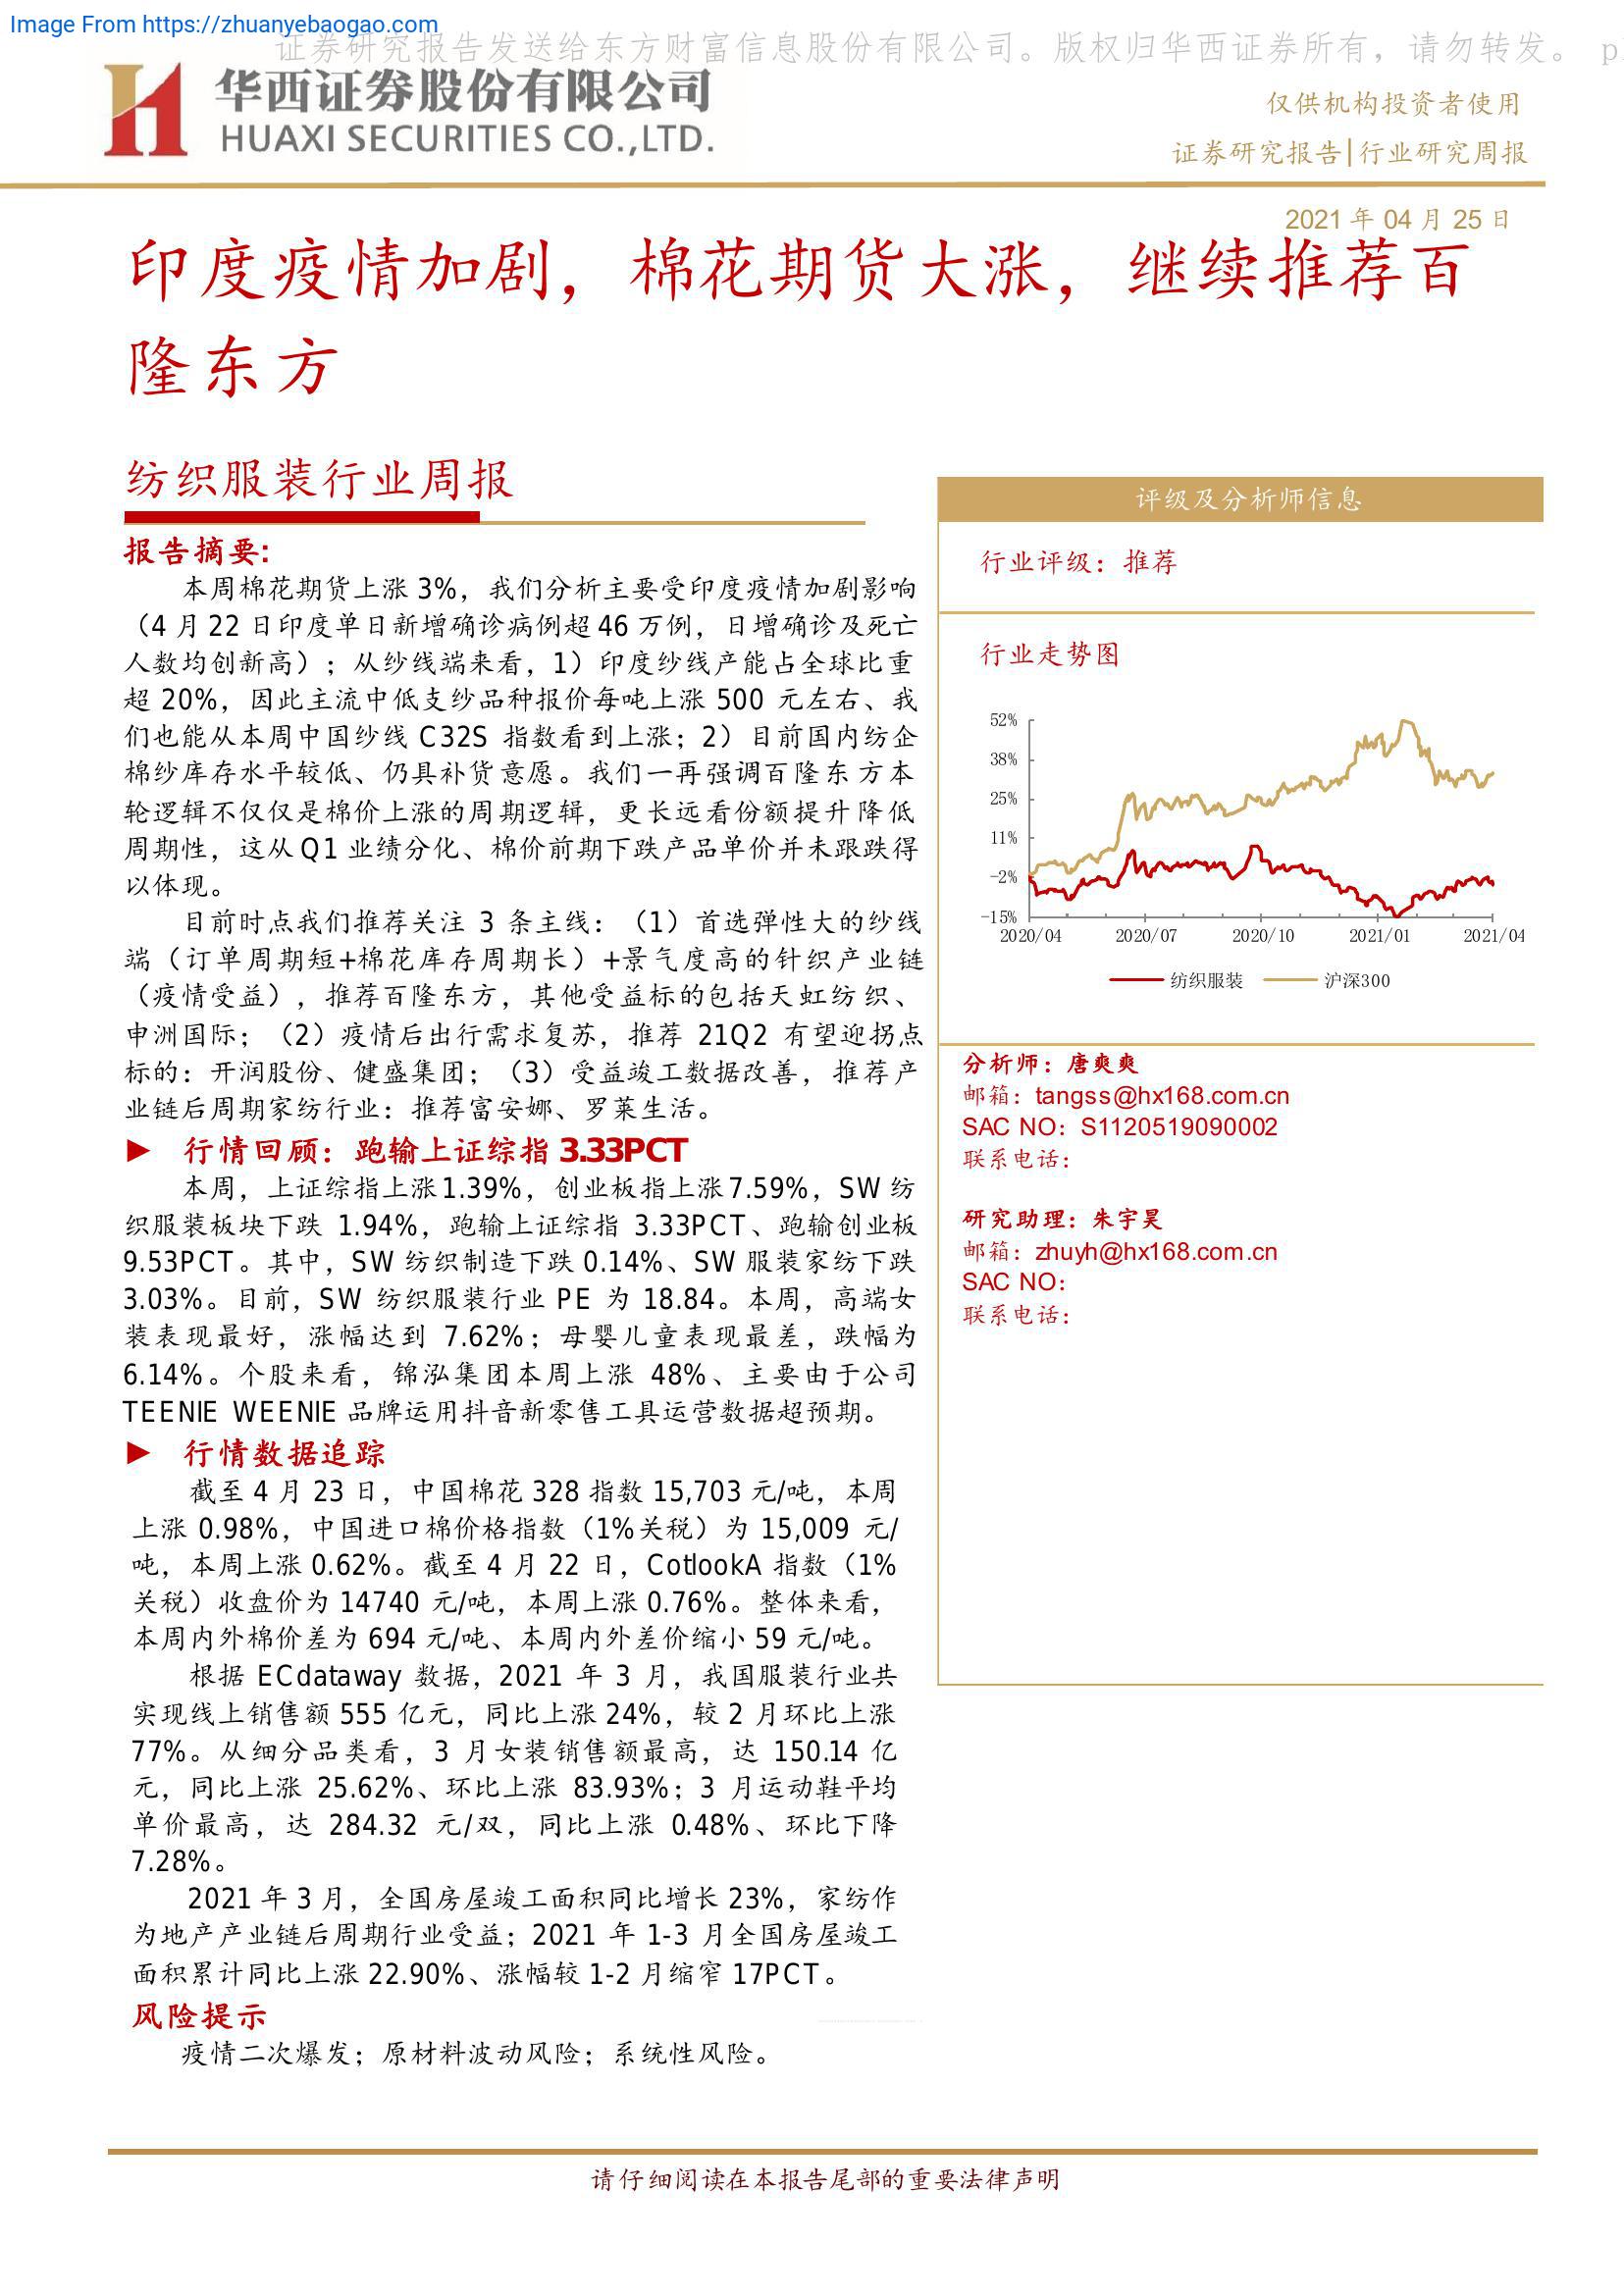 Image From https://zhuanyebaogao.com
证券研究报告发送给东方财富信息股份有限公司。版权归华西证券所有，请勿转发。 p
华西证券股份有限公司
HUAXI SECURITIES CO.,LTD.
仅供机构投资者使用
证券研究报告|行业研究周报
2021 年 04 月 25 日
印度疫情加剧，棉花期货大涨，继续推荐百
隆东方
纺织服装行业周报
报告摘要:
本周棉花期货上涨 3%，我们分析主要受印度疫情加剧影响
（4 月 22 日印度单日新增确诊病例超 46 万例，日增确诊及死亡
人数均创新高）；从纱线端来看，1）印度纱线产能占全球比重
超 20%，因此主流中低支纱品种报价每吨上涨 500 元左右、我
们也能从本周中国纱线 C32S 指数看到上涨；2）目前国内纺企
棉纱库存水平较低、仍具补货意愿。我们一再强调百隆东方本
轮逻辑不仅仅是棉价上涨的周期逻辑，更长远看份额提升降低
周期性，这从 Q1 业绩分化、棉价前期下跌产品单价并未跟跌得
以体现。
目前时点我们推荐关注 3 条主线：（1）首选弹性大的纱线
端（订单周期短+棉花库存周期长）+景气度高的针织产业链
（疫情受益），推荐百隆东方，其他受益标的包括天虹纺织、
申洲国际；（2）疫情后出行需求复苏，推荐 21Q2 有望迎拐点
标的：开润股份、健盛集团；（3）受益竣工数据改善，推荐产
业链后周期家纺行业：推荐富安娜、罗莱生活。
► 行情回顾：跑输上证综指 3.33PCT
本周，上证综指上涨 1.39%，创业板指上涨 7.59%，SW 纺
织服装板块下跌 1.94%，跑输上证综指 3.33PCT、跑输创业板
9.53PCT。其中，SW 纺织制造下跌 0.14%、SW 服装家纺下跌
3.03%。目前，SW 纺织服装行业 PE 为 18.84。本周，高端女
装表现最好，涨幅达到 7.62%；母婴儿童表现最差，跌幅为
6.14%。个股来看，锦泓集团本周上涨 48%、主要由于公司
TEENIE WEENIE 品牌运用抖音新零售工具运营数据超预期。
► 行情数据追踪
截至 4 月 23 日，中国棉花 328 指数 15,703 元/吨，本周
上涨 0.98%，中国进口棉价格指数（1%关税）为 15,009 元/
吨，本周上涨 0.62%。截至 4 月 22 日，CotlookA 指数（1%
关税）收盘价为 14740 元/吨，本周上涨 0.76%。整体来看，
本周内外棉价差为 694 元/吨、本周内外差价缩小 59 元/吨。
根据 ECdataway 数据，2021 年 3 月，我国服装行业共
实现线上销售额 555 亿元，同比上涨 24%，较 2 月环比上涨
77%。从细分品类看，3 月女装销售额最高，达 150.14 亿
元，同比上涨 25.62%、环比上涨 83.93%；3 月运动鞋平均
单价最高，达 284.32 元/双，同比上涨 0.48%、环比下降
7.28%。
2021 年 3 月，全国房屋竣工面积同比增长 23%，家纺作
为地产产业链后周期行业受益；2021 年 1-3 月全国房屋竣工
面积累计同比上涨 22.90%、涨幅较 1-2 月缩窄 17PCT。
风险提示
疫情二次爆发；原材料波动风险；系统性风险。
评级及分析师信息
行业评级：推荐
行业走势图
52%
38%
25%
11%
-2%
-15%
2020/04 2020/07 2020/10 2021/01 2021/04
纺织服装 沪深300
分析师：唐爽爽
邮箱：tangss@hx168.com.cn
SAC NO：S1120519090002
联系电话：
研究助理：朱宇昊
邮箱：zhuyh@hx168.com.cn
SAC NO：
联系电话：
请仔细阅读在本报告尾部的重要法律声明